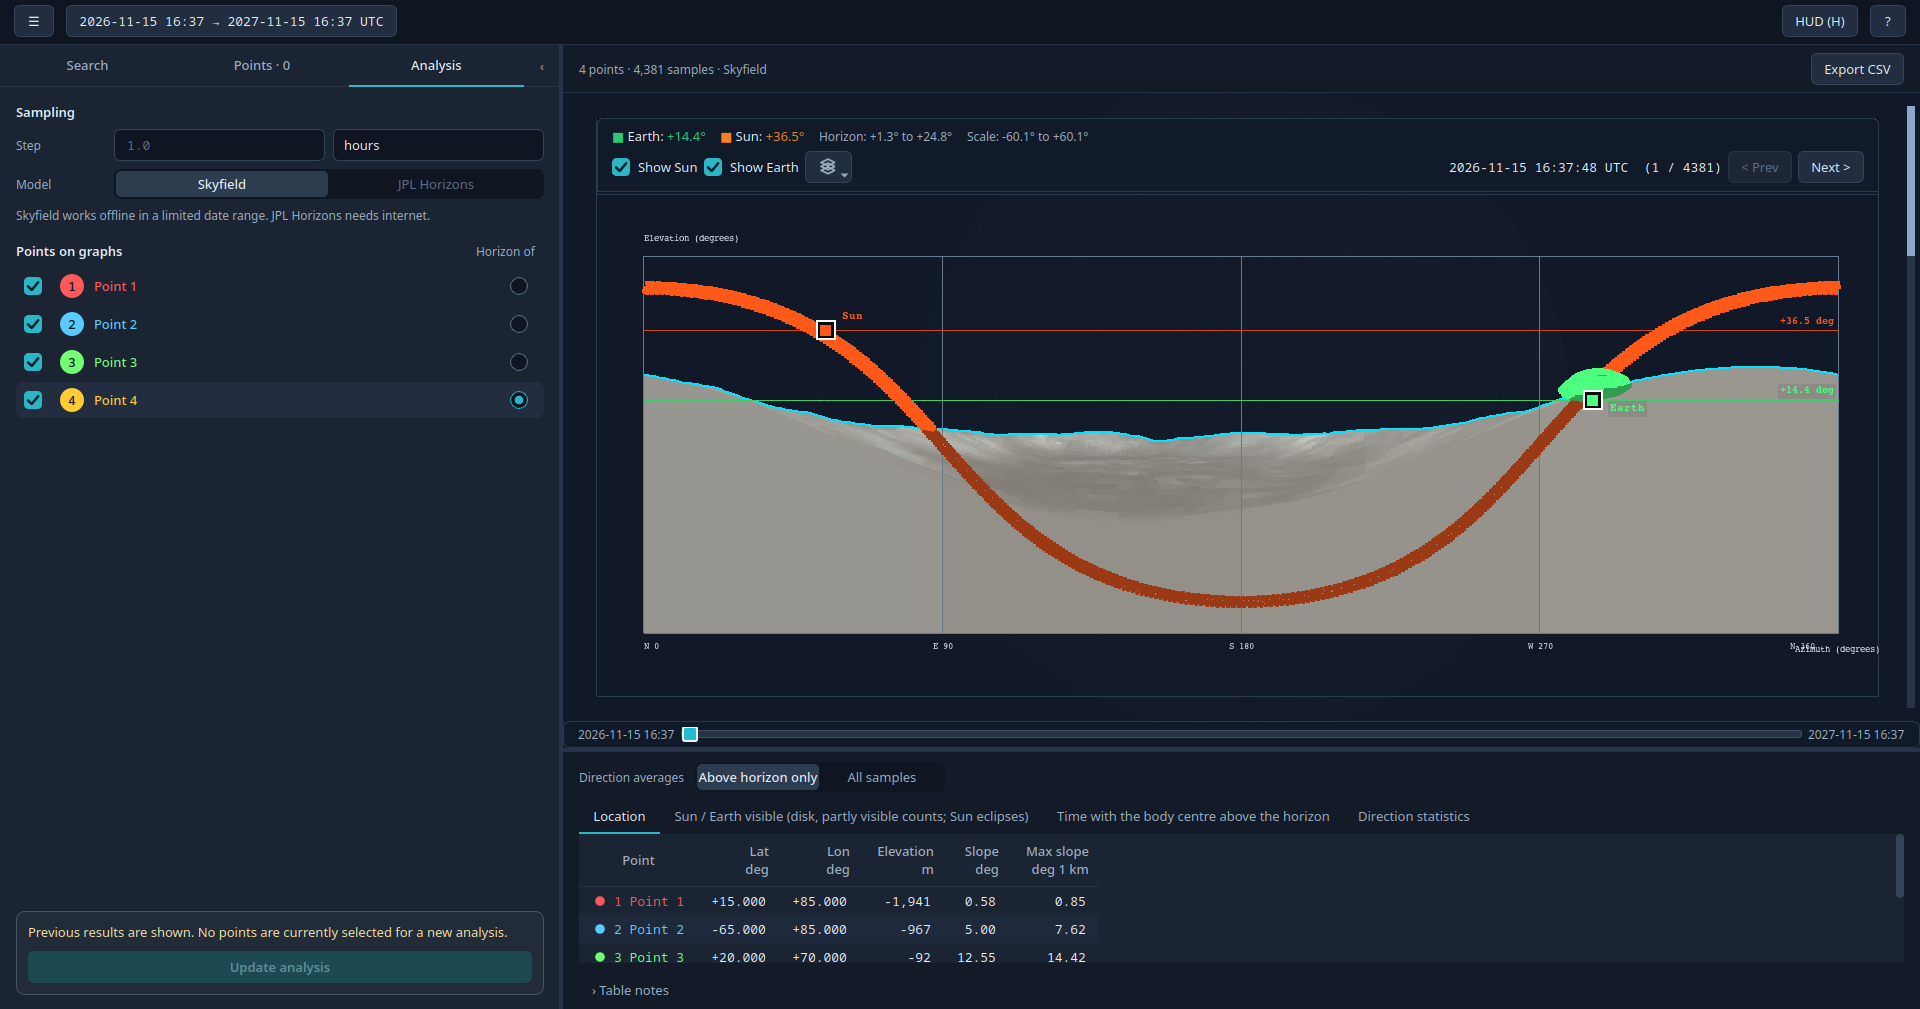 ☰ 2026-11-15 16:37 → 2027-11-15 16:37 UTC HUD (H) ?
Search Points · 0 Analysis ‹
4 points · 4,381 samples · Skyfield Export CSV
Sampling
Step 1.0 hours
Model Skyfield JPL Horizons
Skyfield works offline in a limited date range. JPL Horizons needs internet.
Points on graphs Horizon of
1 Point 1
2 Point 2
3 Point 3
4 Point 4
Previous results are shown. No points are currently selected for a new analysis.
Update analysis
Earth: +14.4° Sun: +36.5° Horizon: +1.3° to +24.8° Scale: -60.1° to +60.1°
Show Sun Show Earth 2026-11-15 16:37:48 UTC (1 / 4381) < Prev Next >
Elevation (degrees)
Sun
+36.5 deg
+14.4 deg
Earth
N 0 E 90 S 180 W 270 N 360
Azimuth (degrees)
2026-11-15 16:37 2027-11-15 16:37
Direction averages Above horizon only All samples
Location Sun / Earth visible (disk, partly visible counts; Sun eclipses) Time with the body centre above the horizon Direction statistics
Point Lat deg Lon deg Elevation m Slope deg Max slope deg 1 km
1 Point 1 +15.000 +85.000 -1,941 0.58 0.85
2 Point 2 -65.000 +85.000 -967 5.00 7.62
3 Point 3 +20.000 +70.000 -92 12.55 14.42
› Table notes